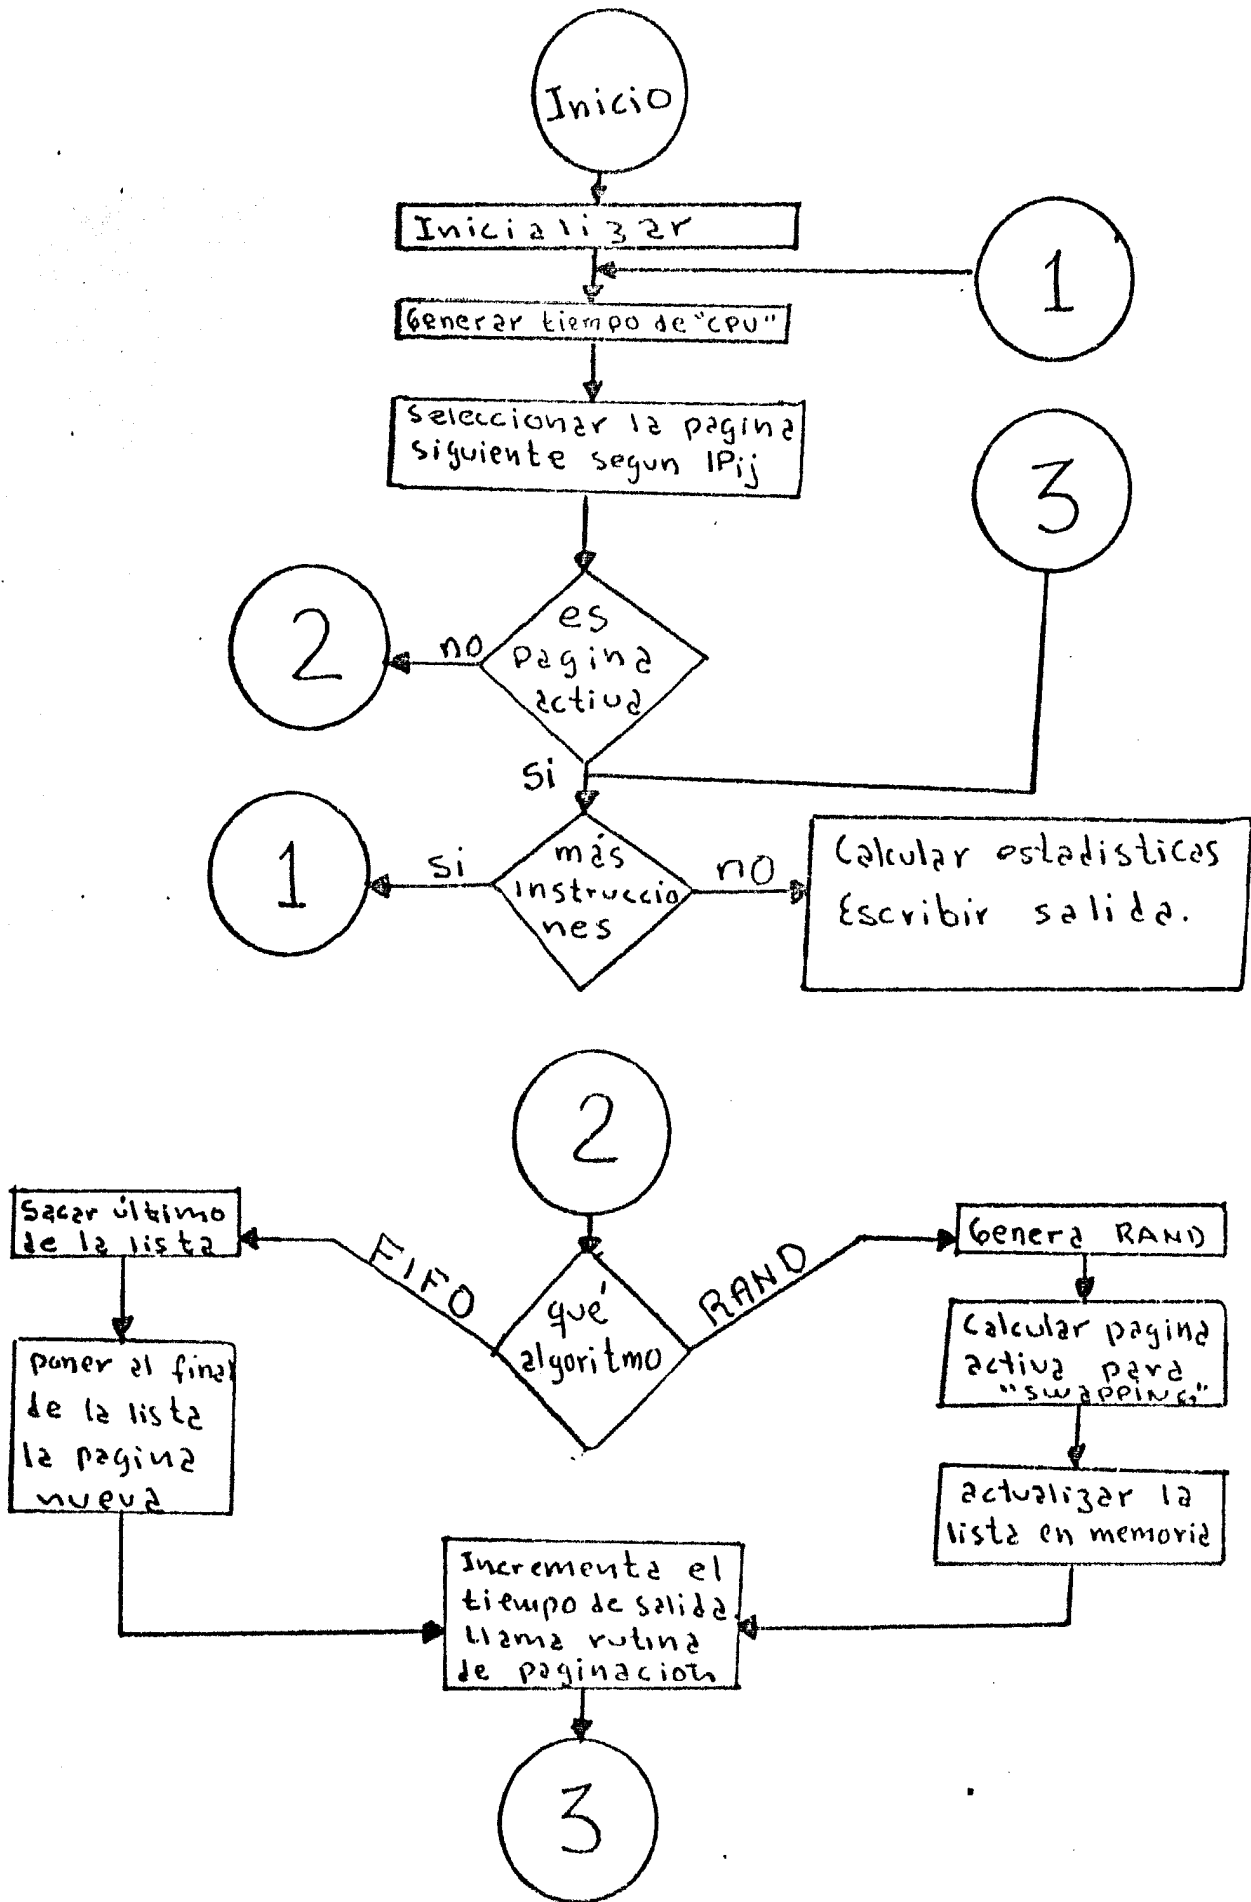 Inicio
Inicializar
1
Generar tiempo de "CPU"
seleccionar la pagina
siguiente segun IPij
3
es
pagina
activa
2
no
si
más
instruccio
nes
1
si
no
Calcular estadisticas
Escribir salida.
2
qué
algoritmo
FIFO
RAND
Sacar último
de la lista
poner al final
de la lista
la pagina
nueva
Genera RAND
Calcular pagina
activa para
"SWAPPING"
actualizar la
lista en memoria
Incrementa el
tiempo de salida
Llama rutina
de paginacion
3